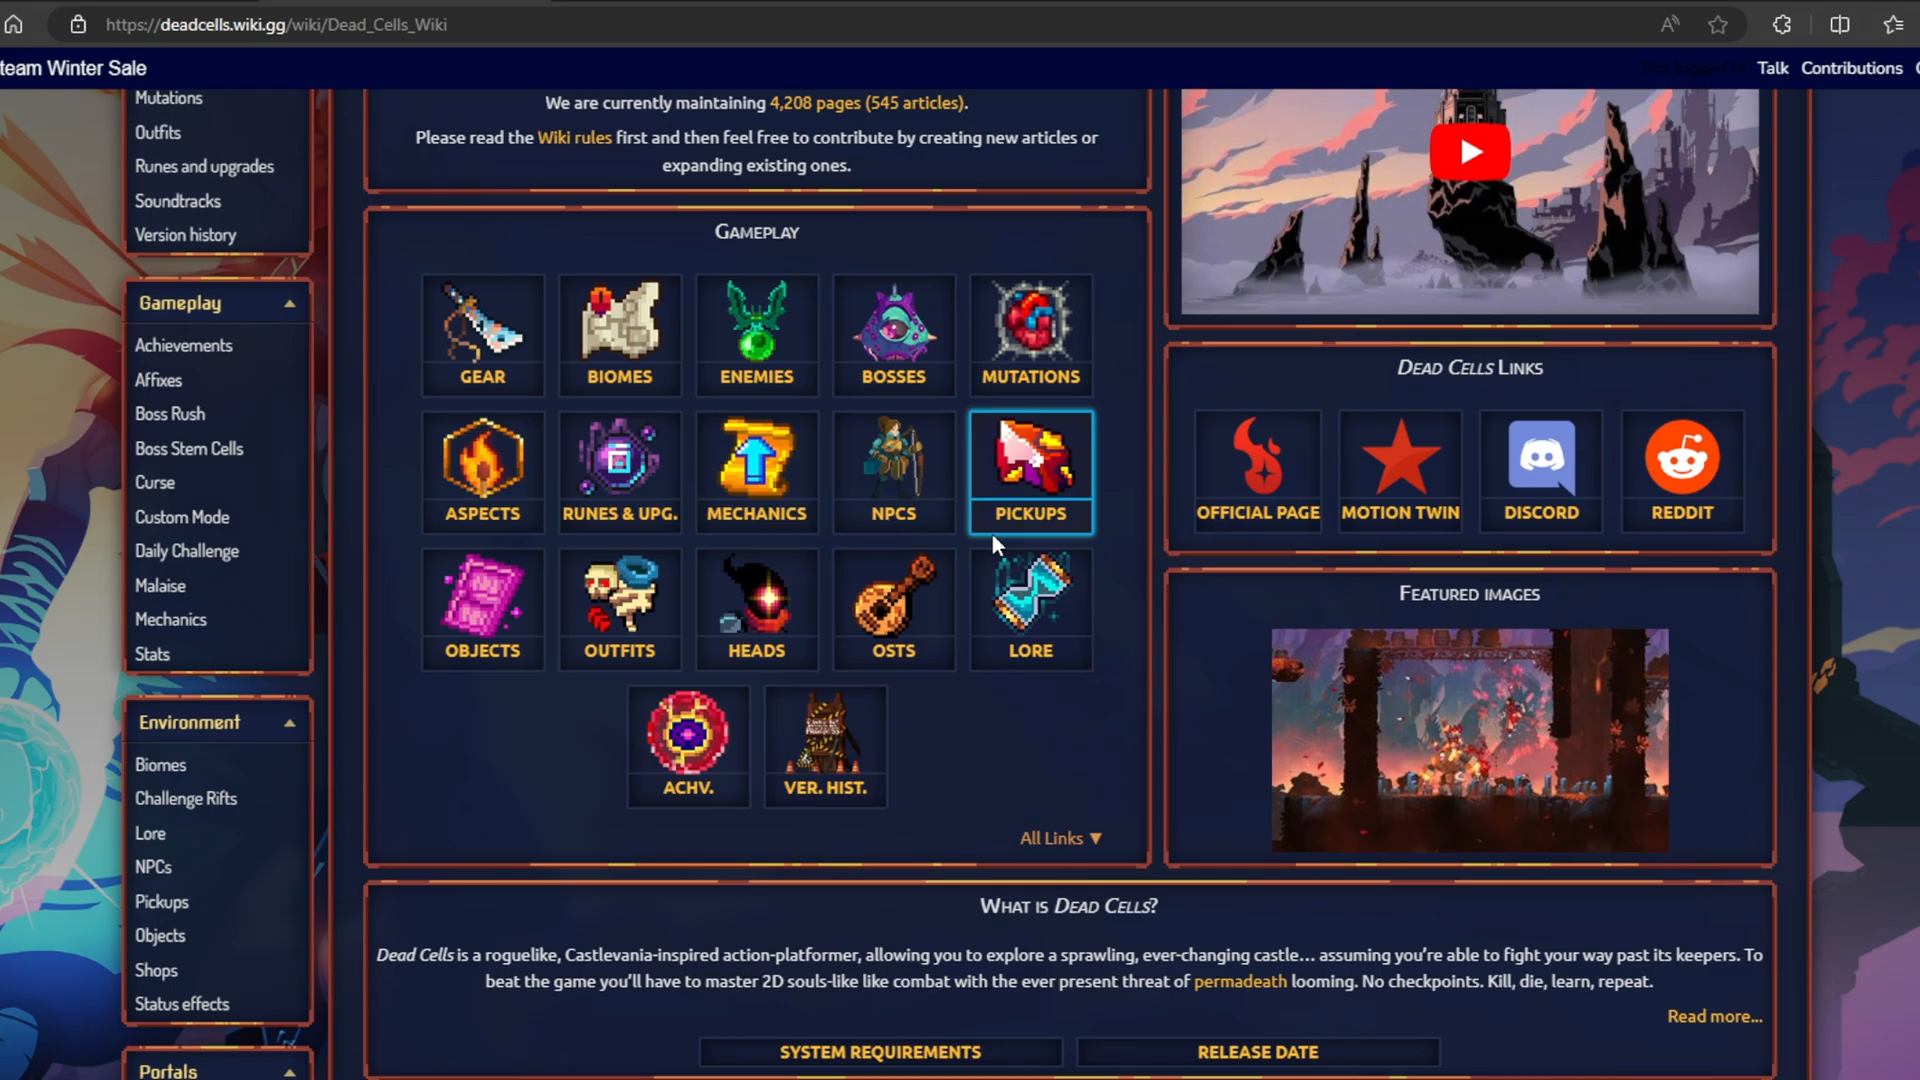 https://deadcells.wiki.gg/wiki/Dead_Cells_Wiki
team Winter Sale
Not logged in
Talk
Contributions
Mutations
Outfits
Runes and upgrades
Soundtracks
Version history
Gameplay
Achievements
Affixes
Boss Rush
Boss Stem Cells
Curse
Custom Mode
Daily Challenge
Malaise
Mechanics
Stats
Environment
Biomes
Challenge Rifts
Lore
NPCs
Pickups
Objects
Shops
Status effects
Portals
We are currently maintaining 4,208 pages (545 articles).
Please read the Wiki rules first and then feel free to contribute by creating new articles or
expanding existing ones.
GAMEPLAY
GEAR
BIOMES
ENEMIES
BOSSES
MUTATIONS
ASPECTS
RUNES & UPG.
MECHANICS
NPCS
PICKUPS
OBJECTS
OUTFITS
HEADS
OSTS
LORE
ACHV.
VER. HIST.
All Links ▼
DEAD CELLS LINKS
OFFICIAL PAGE
MOTION TWIN
DISCORD
REDDIT
FEATURED IMAGES
WHAT IS DEAD CELLS?
Dead Cells is a roguelike, Castlevania-inspired action-platformer, allowing you to explore a sprawling, ever-changing castle... assuming you're able to fight your way past its keepers. To
beat the game you'll have to master 2D souls-like like combat with the ever present threat of permadeath looming. No checkpoints. Kill, die, learn, repeat.
Read more...
SYSTEM REQUIREMENTS
RELEASE DATE